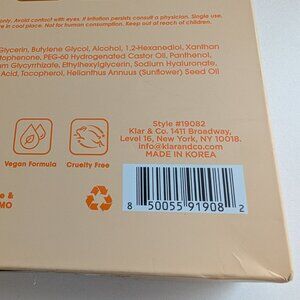 only. Avoid contact with eyes. If irritation persists consult a physician. Single use.
Not for human consumption. Keep out of reach of children.
Glycerin, Butylene Glycol, Alcohol, 1,2-Hexanediol, Xanthan
tophenone, PEG-60 Hydrogenated Castor Oil, Panthenol,
m Glycyrrhizate, Ethylhexylglycerin, Sodium Hyaluronate,
Acid, Tocopherol, Helianthus Annuus (Sunflower) Seed Oil
Vegan Formula
Cruelty Free
Style #19082
Klar & Co. 1411 Broadway,
Level 16, New York, NY, 10018.
info@klarandco.com
MADE IN KOREA
e &
MO
8 50055 91908 2